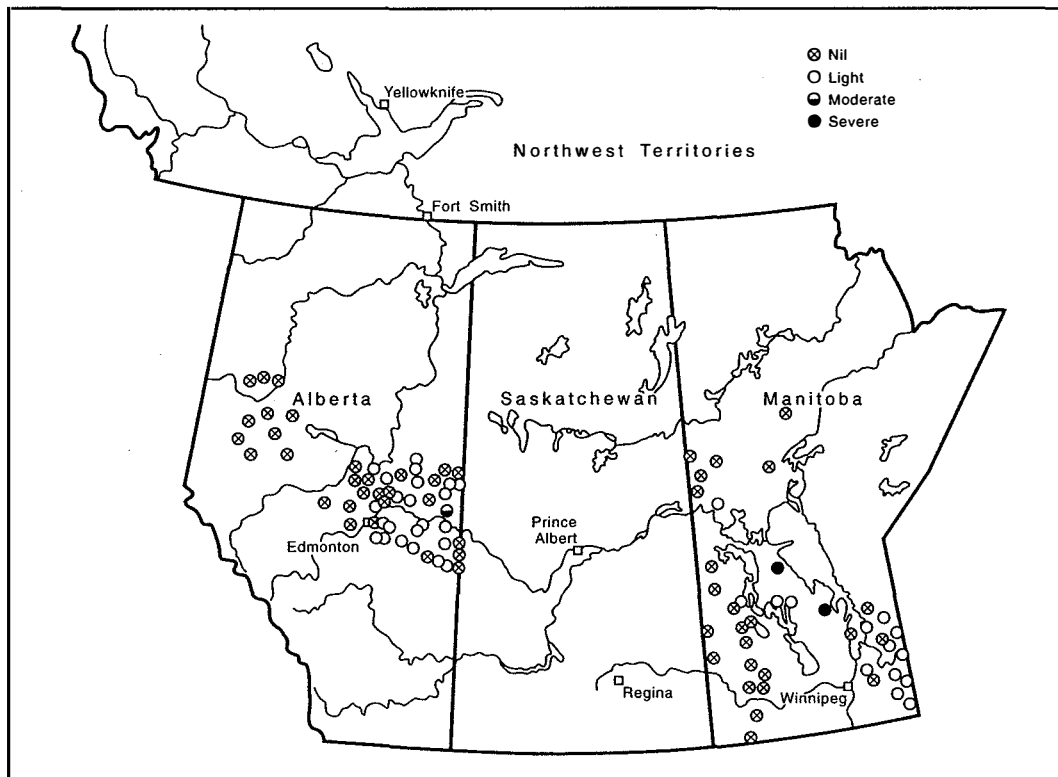 Nil
Light
Moderate
Severe
Yellowknife
Northwest Territories
Fort Smith
Alberta
Saskatchewan
Manitoba
Prince
Albert
Edmonton
Regina
Winnipeg